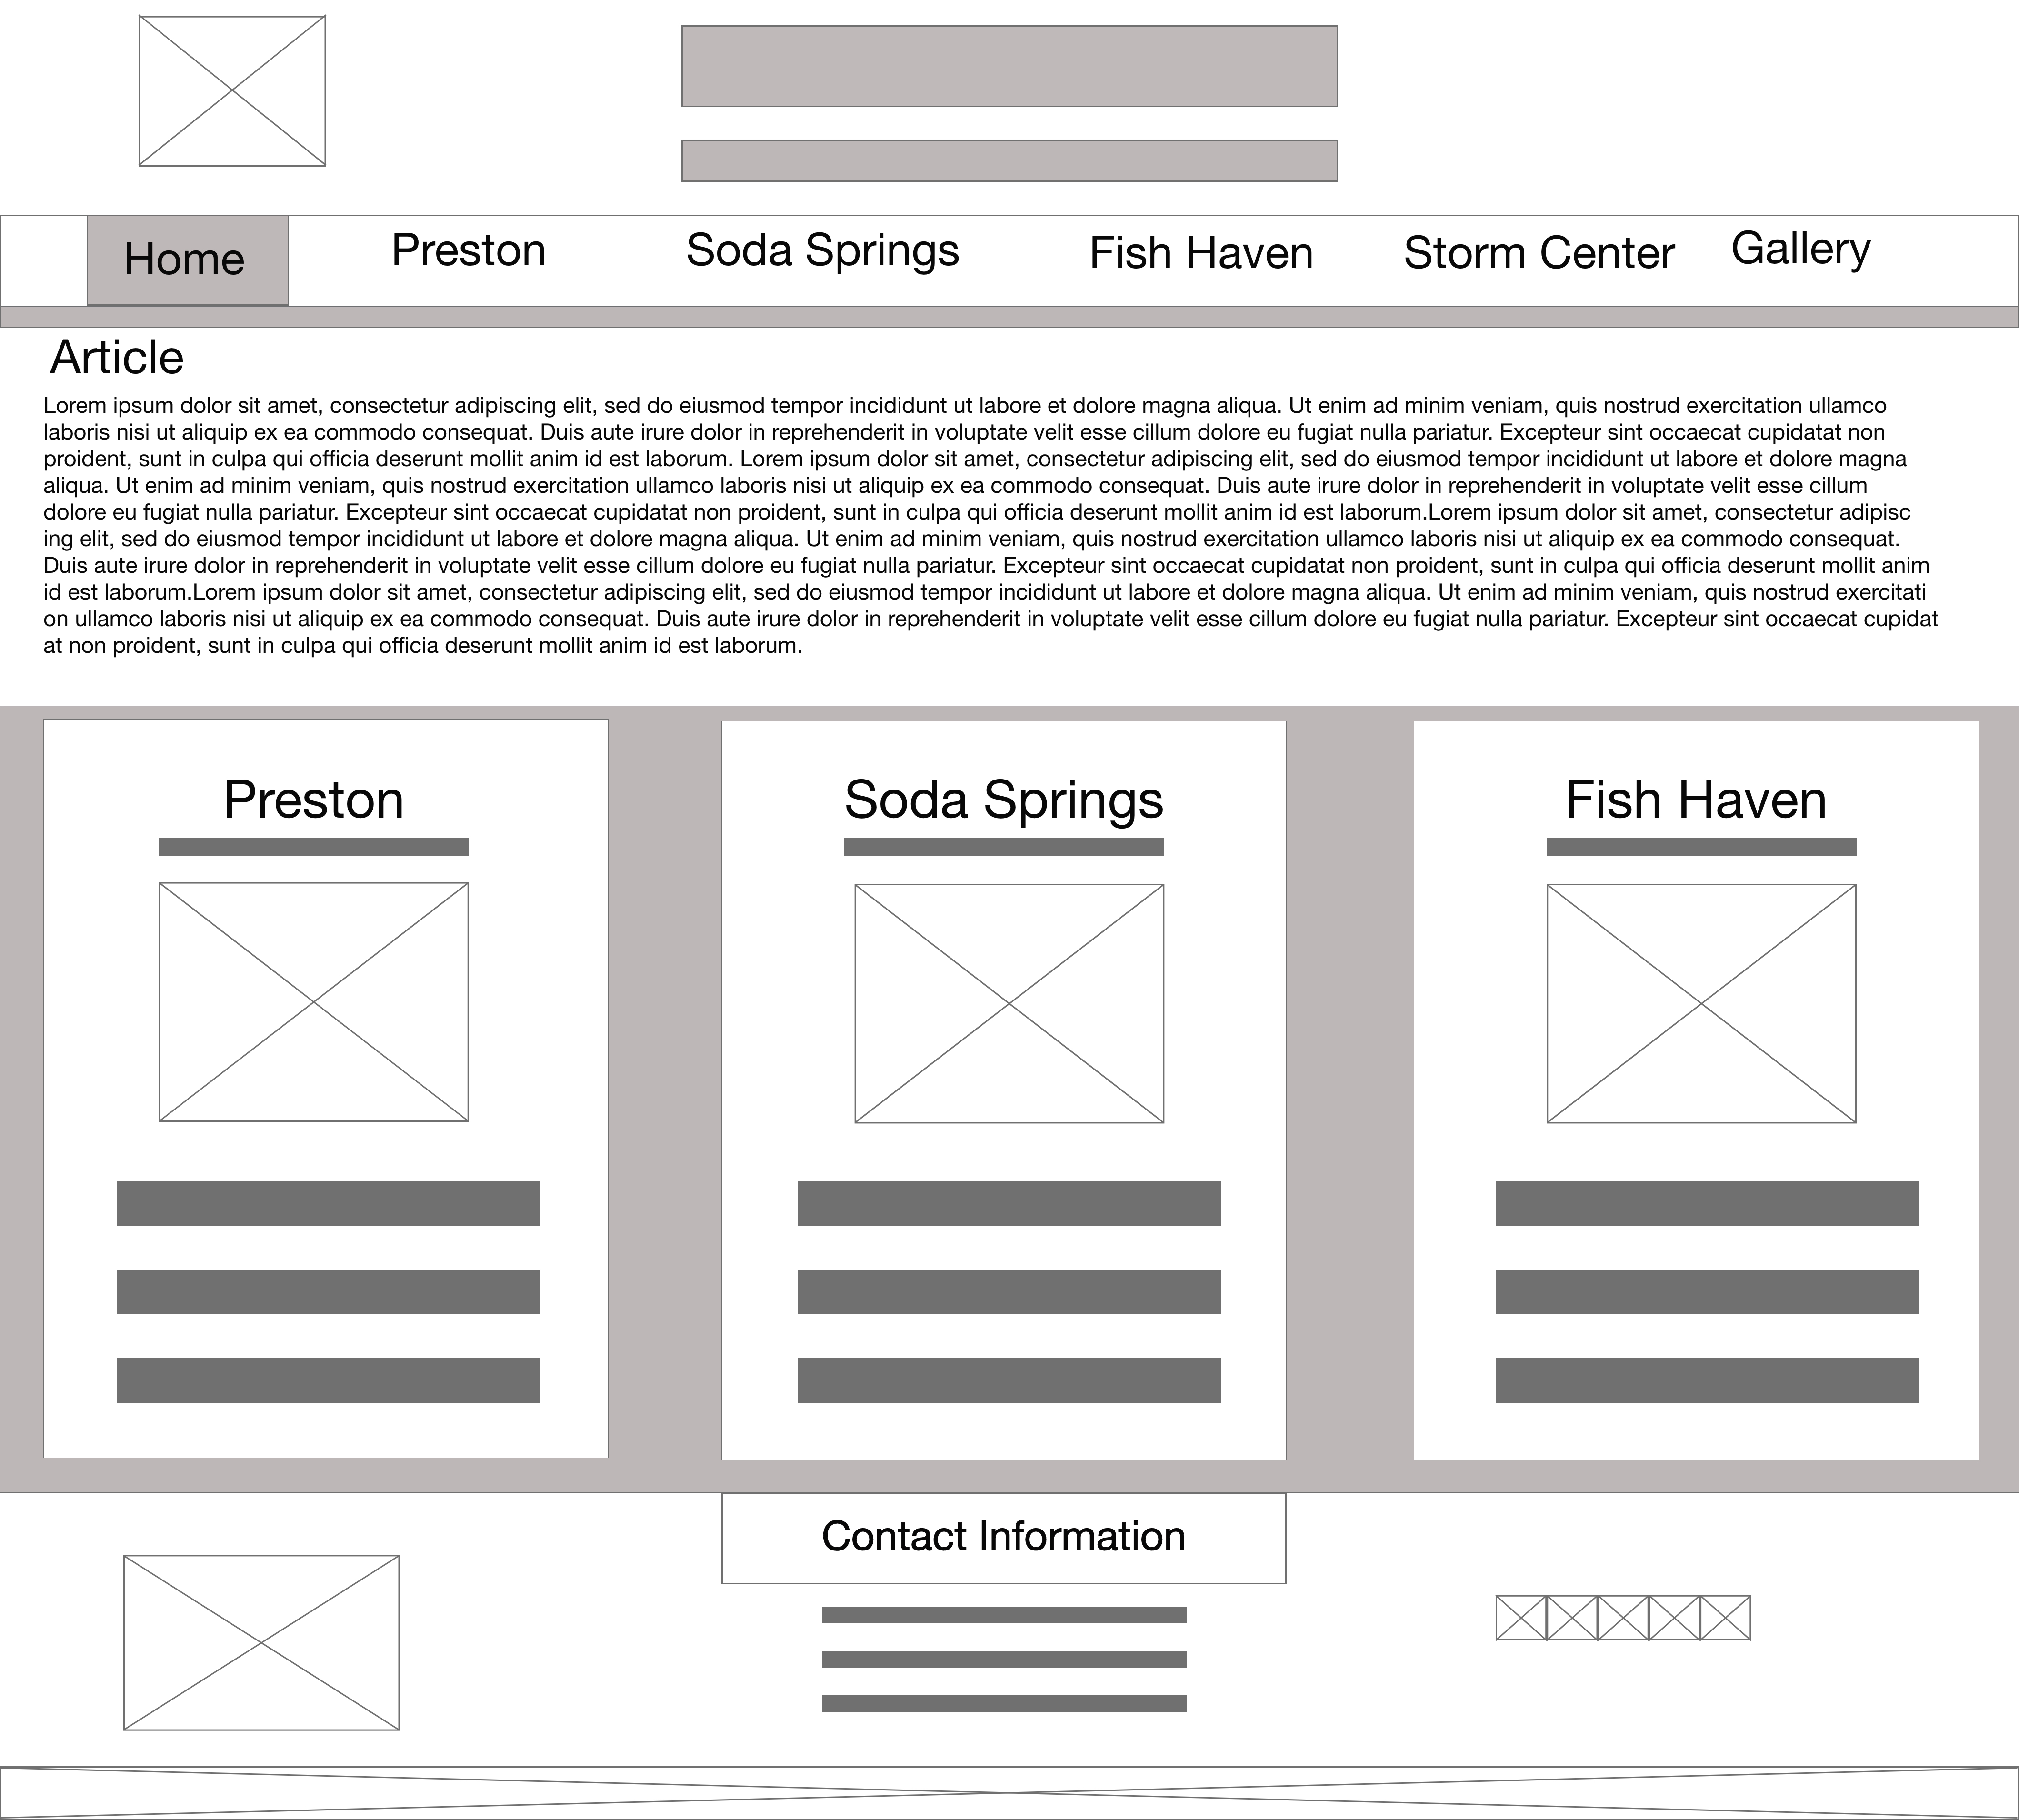 Home Preston Soda Springs Fish Haven Storm Center Gallery
Article
Lorem ipsum dolor sit amet, consectetur adipiscing elit, sed do eiusmod tempor incididunt ut labore et dolore magna aliqua. Ut enim ad minim veniam, quis nostrud exercitation ullamco
laboris nisi ut aliquip ex ea commodo consequat. Duis aute irure dolor in reprehenderit in voluptate velit esse cillum dolore eu fugiat nulla pariatur. Excepteur sint occaecat cupidatat non
proident, sunt in culpa qui officia deserunt mollit anim id est laborum. Lorem ipsum dolor sit amet, consectetur adipiscing elit, sed do eiusmod tempor incididunt ut labore et dolore magna
aliqua. Ut enim ad minim veniam, quis nostrud exercitation ullamco laboris nisi ut aliquip ex ea commodo consequat. Duis aute irure dolor in reprehenderit in voluptate velit esse cillum
dolore eu fugiat nulla pariatur. Excepteur sint occaecat cupidatat non proident, sunt in culpa qui officia deserunt mollit anim id est laborum.Lorem ipsum dolor sit amet, consectetur adipisc
ing elit, sed do eiusmod tempor incididunt ut labore et dolore magna aliqua. Ut enim ad minim veniam, quis nostrud exercitation ullamco laboris nisi ut aliquip ex ea commodo consequat.
Duis aute irure dolor in reprehenderit in voluptate velit esse cillum dolore eu fugiat nulla pariatur. Excepteur sint occaecat cupidatat non proident, sunt in culpa qui officia deserunt mollit anim
id est laborum.Lorem ipsum dolor sit amet, consectetur adipiscing elit, sed do eiusmod tempor incididunt ut labore et dolore magna aliqua. Ut enim ad minim veniam, quis nostrud exercitati
on ullamco laboris nisi ut aliquip ex ea commodo consequat. Duis aute irure dolor in reprehenderit in voluptate velit esse cillum dolore eu fugiat nulla pariatur. Excepteur sint occaecat cupidat
at non proident, sunt in culpa qui officia deserunt mollit anim id est laborum.
Preston
Soda Springs
Fish Haven
Contact Information